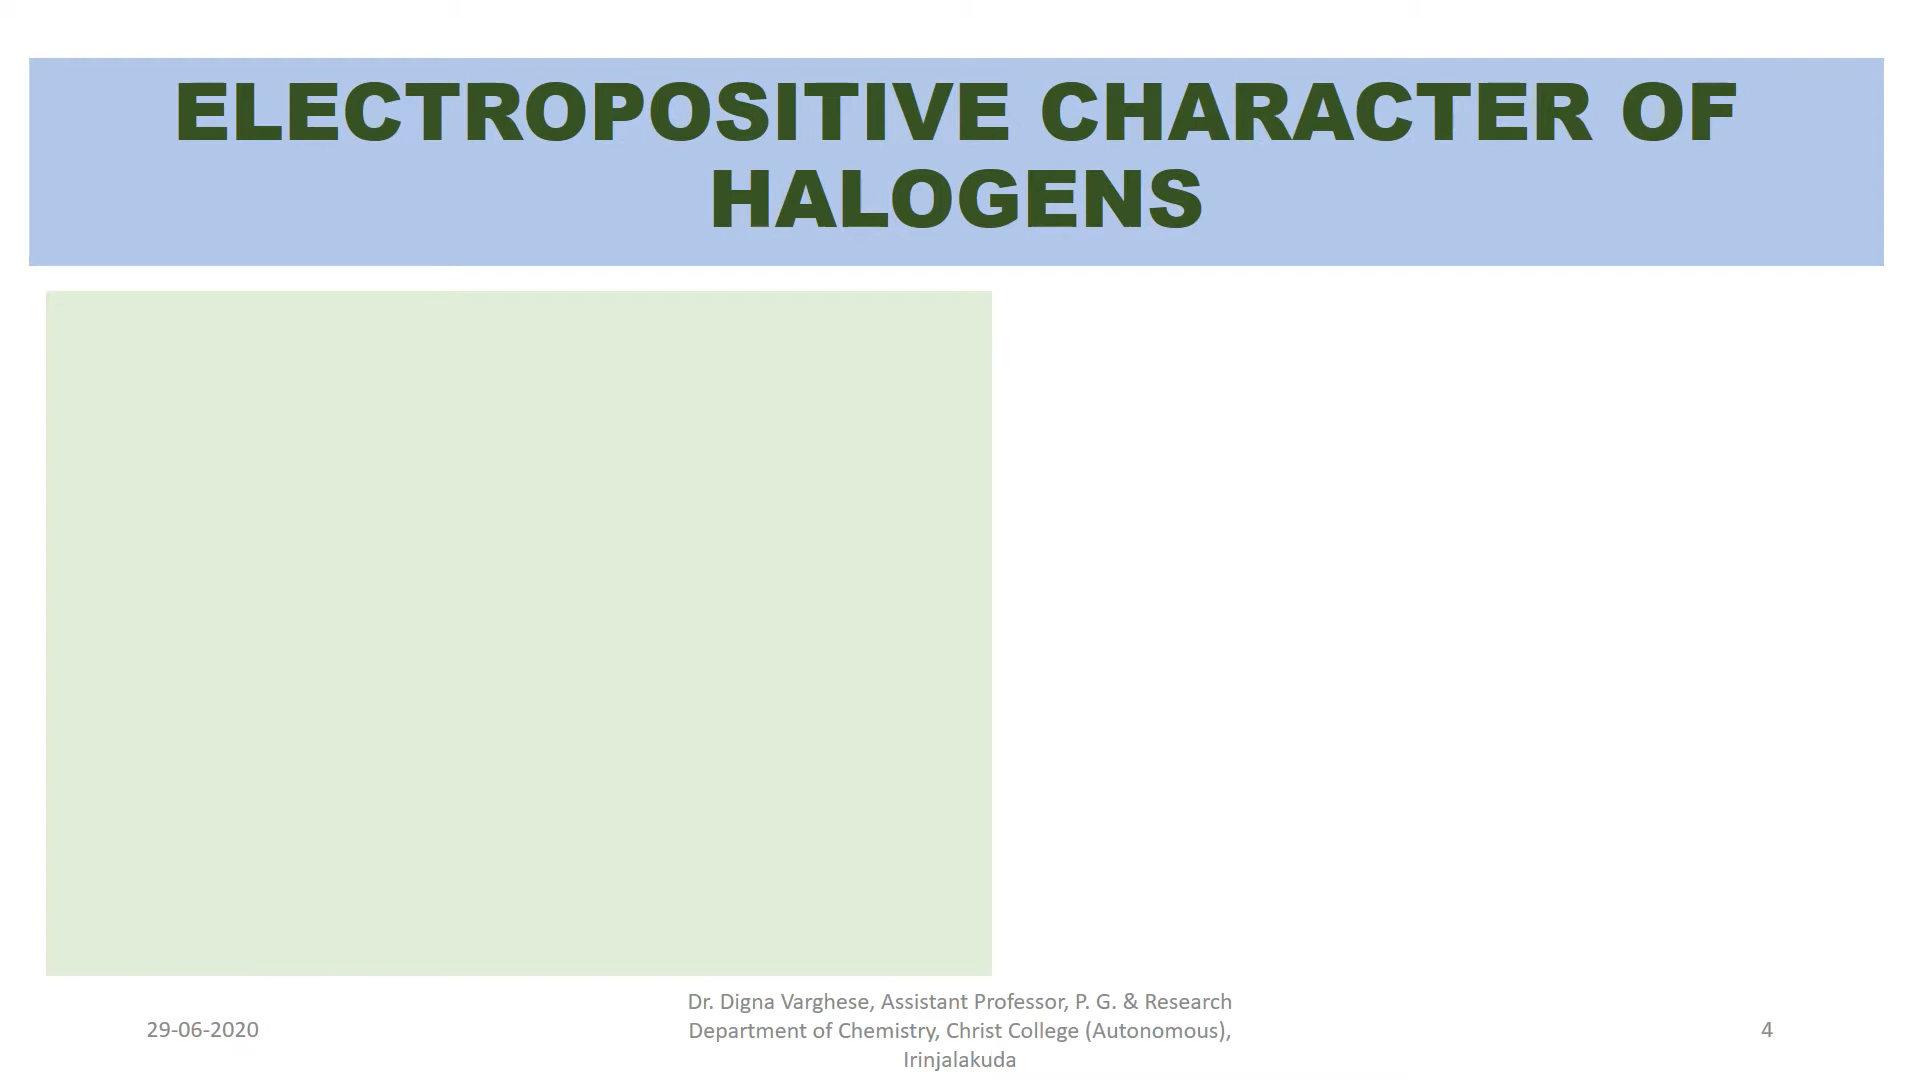 ELECTROPOSITIVE CHARACTER OF
HALOGENS
29-06-2020
Dr. Digna Varghese, Assistant Professor, P. G. & Research
Department of Chemistry, Christ College (Autonomous),
Irinjalakuda
4